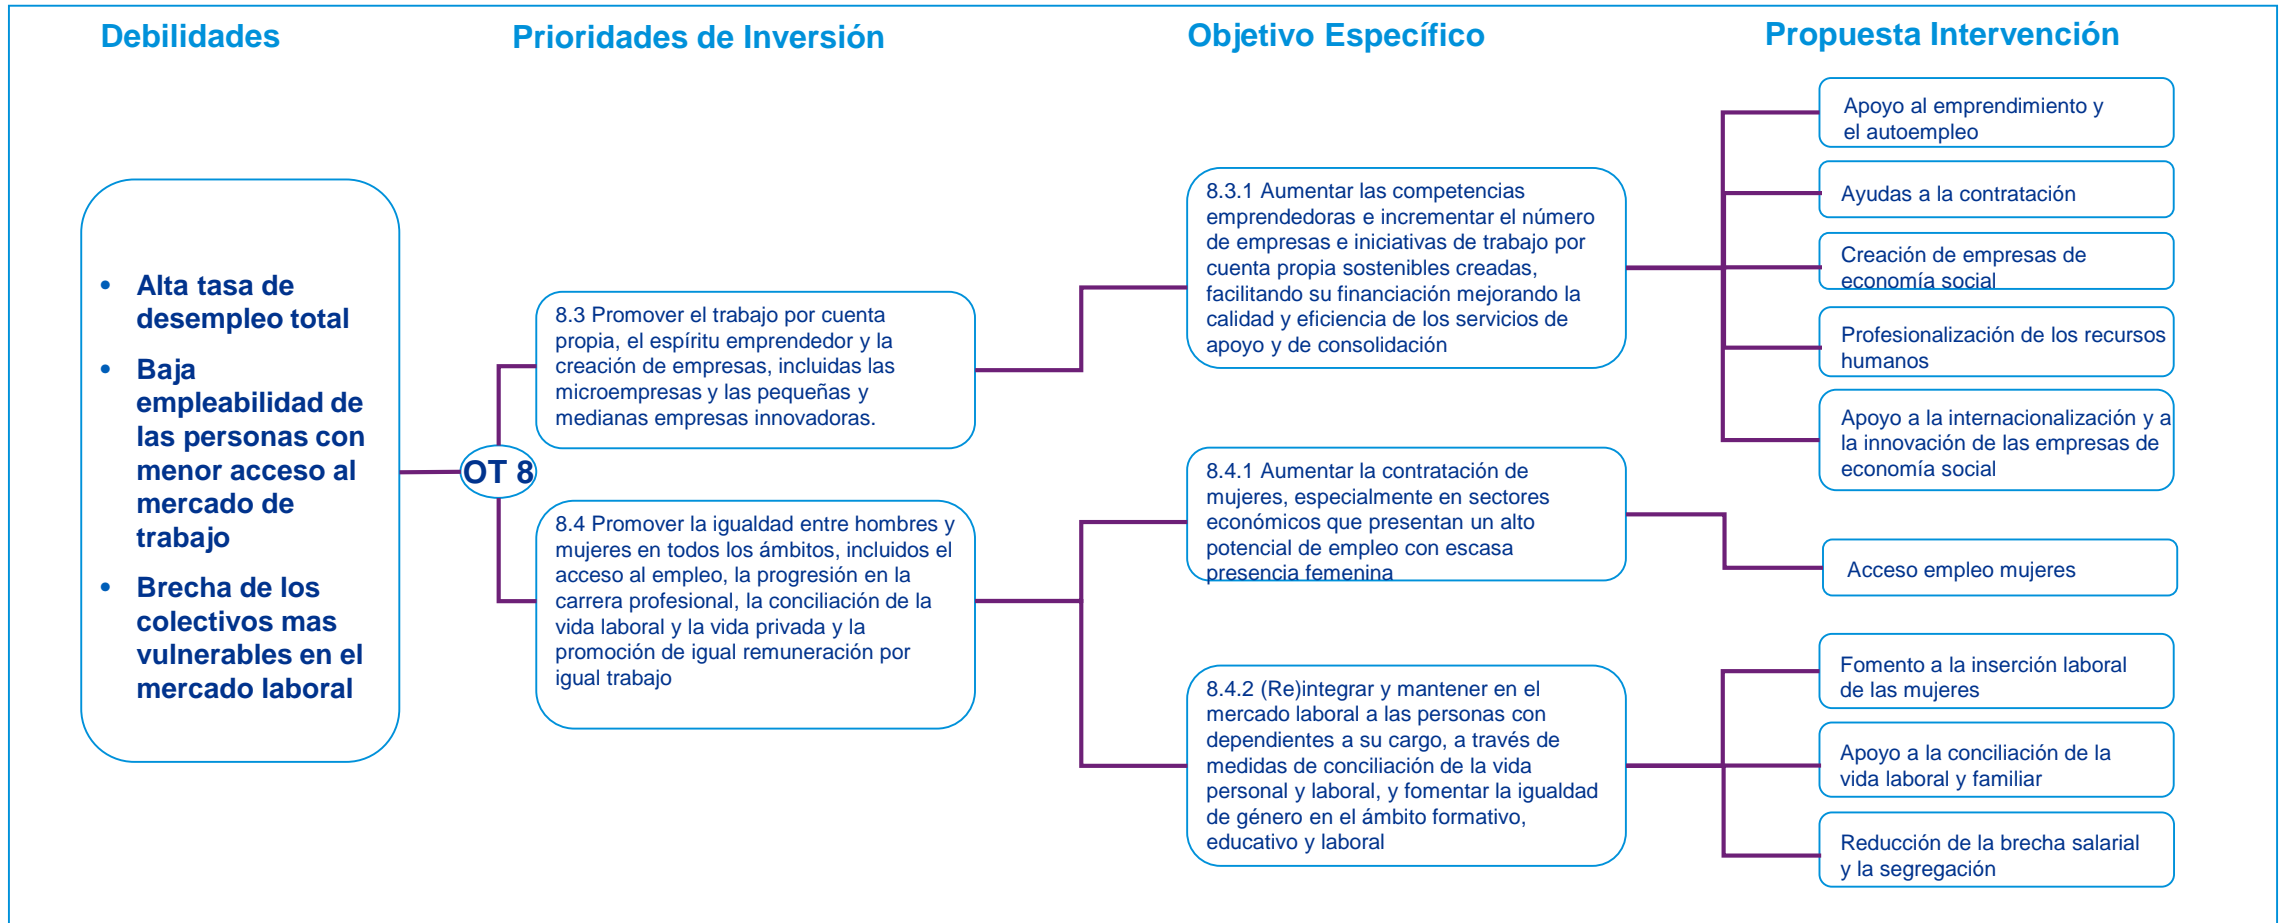 Debilidades
Prioridades de Inversión
Objetivo Específico
Propuesta Intervención
• Alta tasa de
desempleo total
• Baja
empleabilidad de
las personas con
menor acceso al
mercado de
trabajo
• Brecha de los
colectivos mas
vulnerables en el
mercado laboral
OT 8
8.3 Promover el trabajo por cuenta
propia, el espíritu emprendedor y la
creación de empresas, incluidas las
microempresas y las pequeñas y
medianas empresas innovadoras.
8.4 Promover la igualdad entre hombres y
mujeres en todos los ámbitos, incluidos el
acceso al empleo, la progresión en la
carrera profesional, la conciliación de la
vida laboral y la vida privada y la
promoción de igual remuneración por
igual trabajo
8.3.1 Aumentar las competencias
emprendedoras e incrementar el número
de empresas e iniciativas de trabajo por
cuenta propia sostenibles creadas,
facilitando su financiación mejorando la
calidad y eficiencia de los servicios de
apoyo y de consolidación
8.4.1 Aumentar la contratación de
mujeres, especialmente en sectores
económicos que presentan un alto
potencial de empleo con escasa
presencia femenina
8.4.2 (Re)integrar y mantener en el
mercado laboral a las personas con
dependientes a su cargo, a través de
medidas de conciliación de la vida
personal y laboral, y fomentar la igualdad
de género en el ámbito formativo,
educativo y laboral
Apoyo al emprendimiento y
el autoempleo
Ayudas a la contratación
Creación de empresas de
economía social
Profesionalización de los recursos
humanos
Apoyo a la internacionalización y a
la innovación de las empresas de
economía social
Acceso empleo mujeres
Fomento a la inserción laboral
de las mujeres
Apoyo a la conciliación de la
vida laboral y familiar
Reducción de la brecha salarial
y la segregación